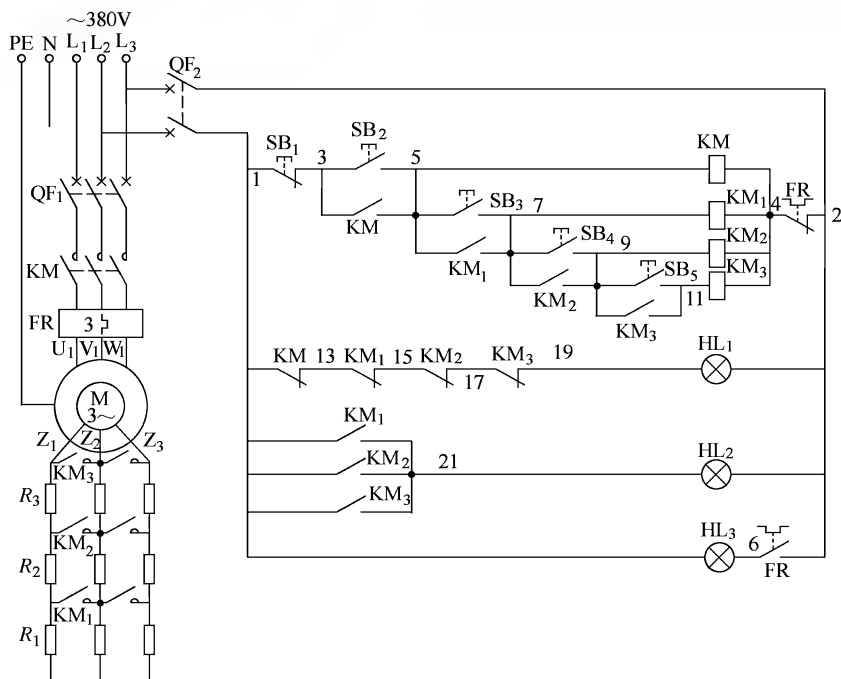 ～380V
PE N L₁ L₂ L₃
QF₂
SB₁ 3 SB₂ 5 KM
1
QF₁
KM SB₃ 7 KM₁ 4 FR 2
KM₁ SB₄ 9 KM₂
KM
KM₂ SB₅ 11 KM₃
KM₃
FR 3
U₁ V₁ W₁
KM 13 KM₁ 15 KM₂ 17 KM₃ 19 HL₁
M
3～
Z₁ Z₂ Z₃
KM₁
KM₂ 21 HL₂
KM₃
KM₃
R₃
KM₂
HL₃ 6 FR
R₂
KM₁
R₁